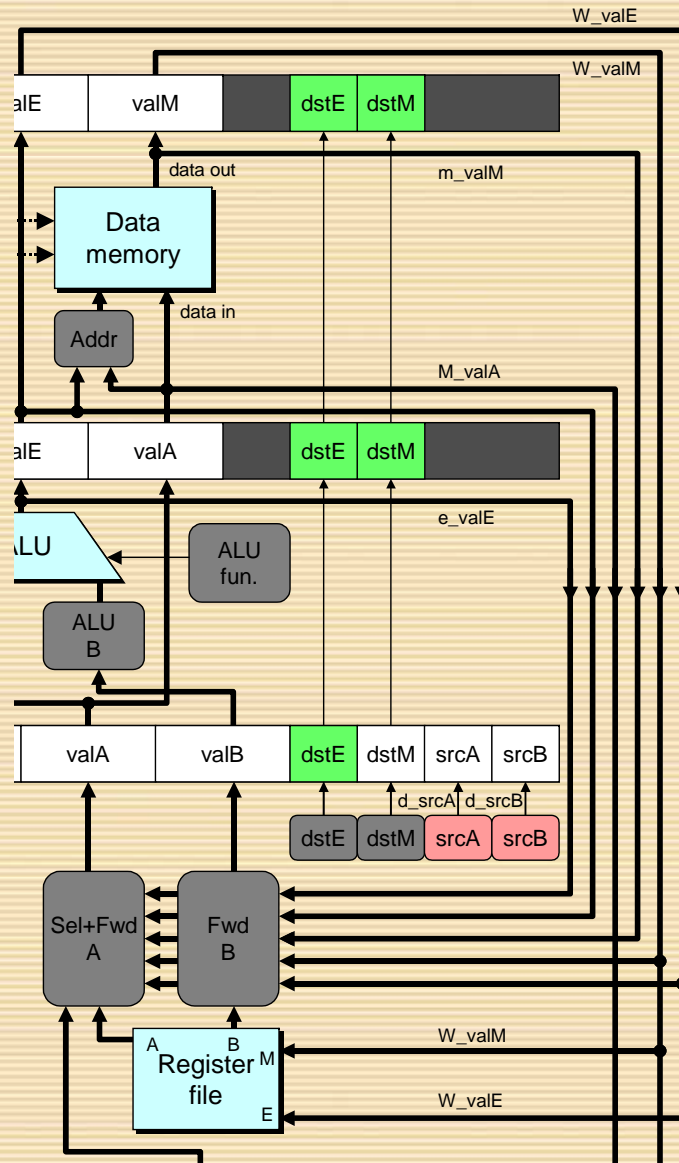 W_valE
W_valM
alE valM dstE dstM
data out
m_valM
Data
memory
data in
Addr
M_valA
alE valA dstE dstM
e_valE
ALU
ALU
fun.
ALU
B
valA valB dstE dstM srcA srcB
d_srcA d_srcB
dstE dstM srcA srcB
Sel+Fwd
A
Fwd
B
W_valM
A B M
Register
file
E
W_valE